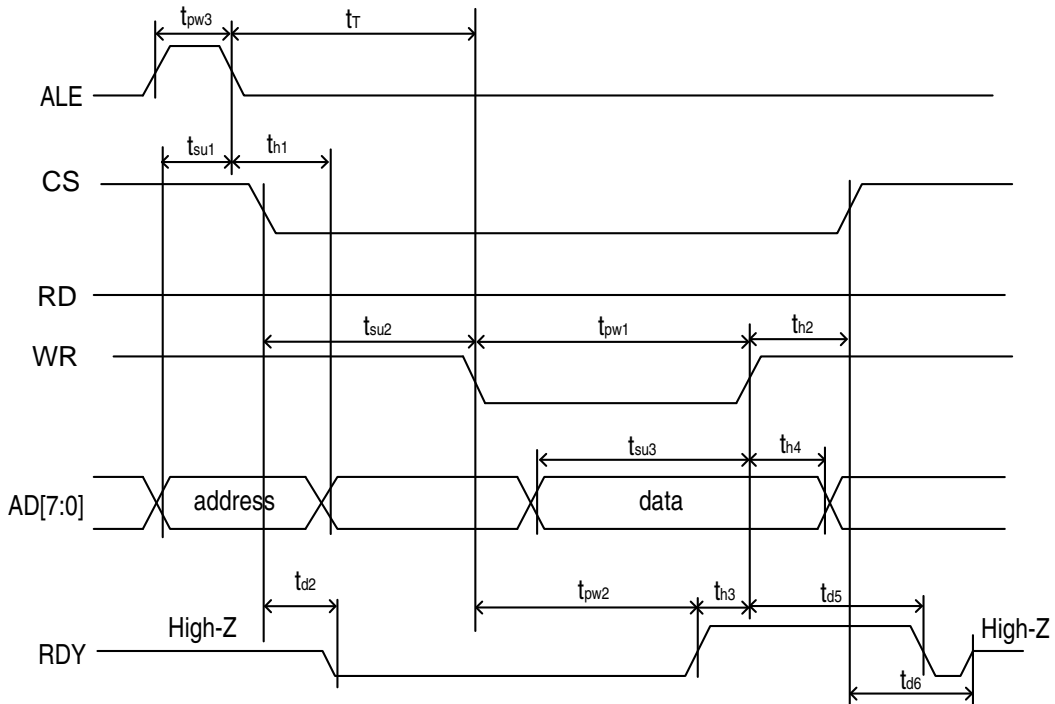 tpw3
tT
ALE
tsu1
th1
CS
RD
tsu2
tpw1
th2
WR
tsu3
th4
AD[7:0]
address
data
td2
tpw2
th3
td5
High-Z
High-Z
RDY
td6